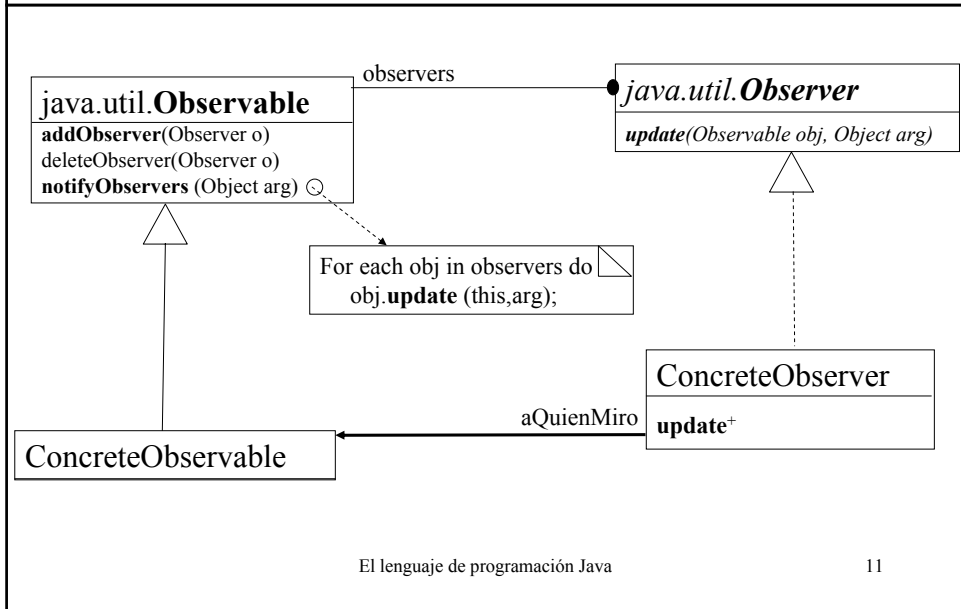 observers
java.util.Observable
addObserver(Observer o)
deleteObserver(Observer o)
notifyObservers (Object arg)
java.util.Observer
update(Observable obj, Object arg)
For each obj in observers do
obj.update (this,arg);
ConcreteObserver
update+
aQuienMiro
ConcreteObservable
El lenguaje de programación Java
11